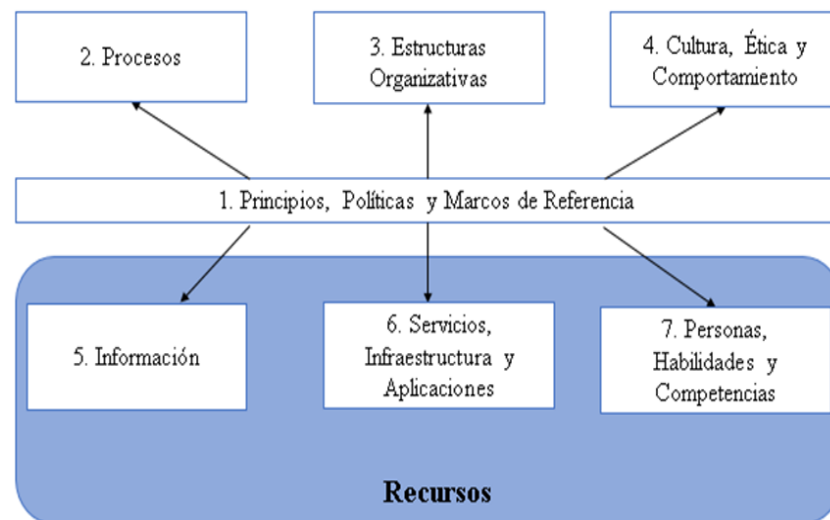 2. Procesos
3. Estructuras
Organizativas
4. Cultura, Ética y
Comportamiento
1. Principios, Políticas y Marcos de Referencia
5. Información
6. Servicios,
Infraestructura y
Aplicaciones
7. Personas,
Habilidades y
Competencias
Recursos